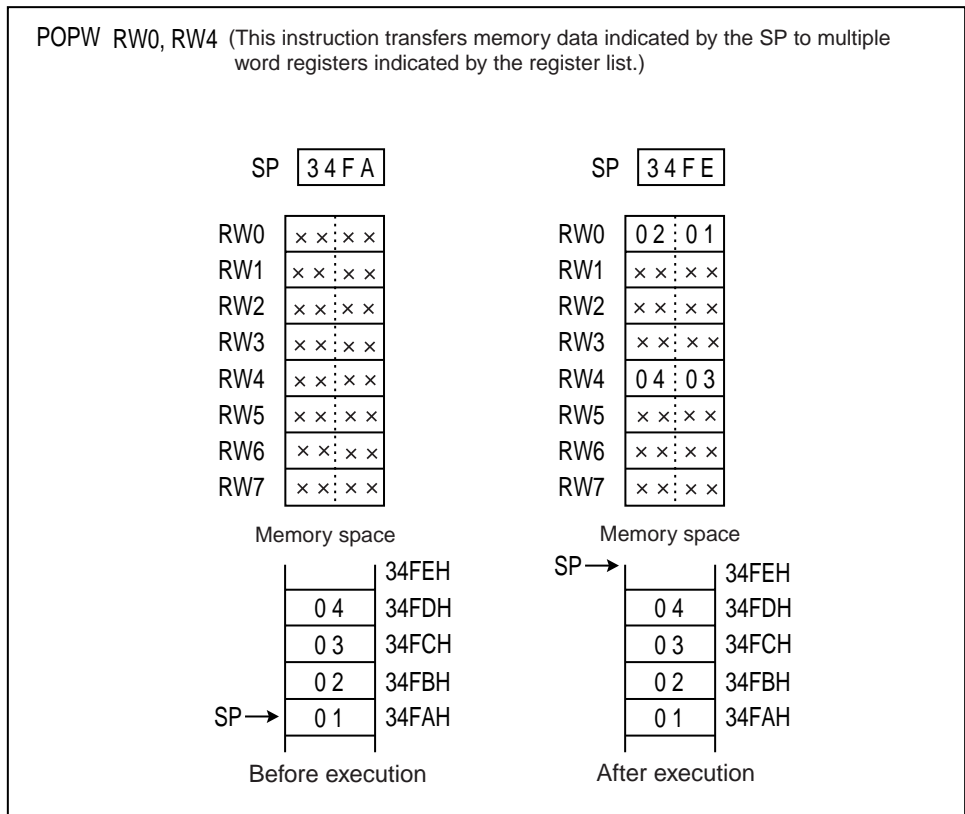 POPW RW0, RW4 (This instruction transfers memory data indicated by the SP to multiple
word registers indicated by the register list.)
SP 34FA SP 34FE
RW0 ×× ×× RW0 02 01
RW1 ×× ×× RW1 ×× ××
RW2 ×× ×× RW2 ×× ××
RW3 ×× ×× RW3 ×× ××
RW4 ×× ×× RW4 04 03
RW5 ×× ×× RW5 ×× ××
RW6 ×× ×× RW6 ×× ××
RW7 ×× ×× RW7 ×× ××
Memory space Memory space
34FEH SP 34FEH
04 34FDH 04 34FDH
03 34FCH 03 34FCH
02 34FBH 02 34FBH
SP 01 34FAH 01 34FAH
Before execution After execution